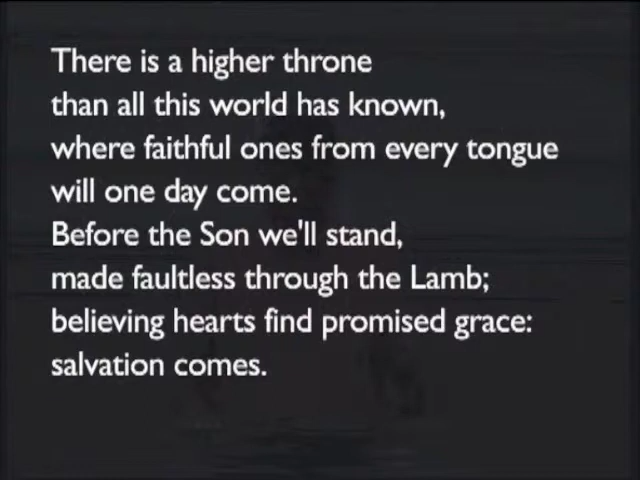 There is a higher throne
than all this world has known,
where faithful ones from every tongue
will one day come.
Before the Son we'll stand,
made faultless through the Lamb;
believing hearts find promised grace:
salvation comes.